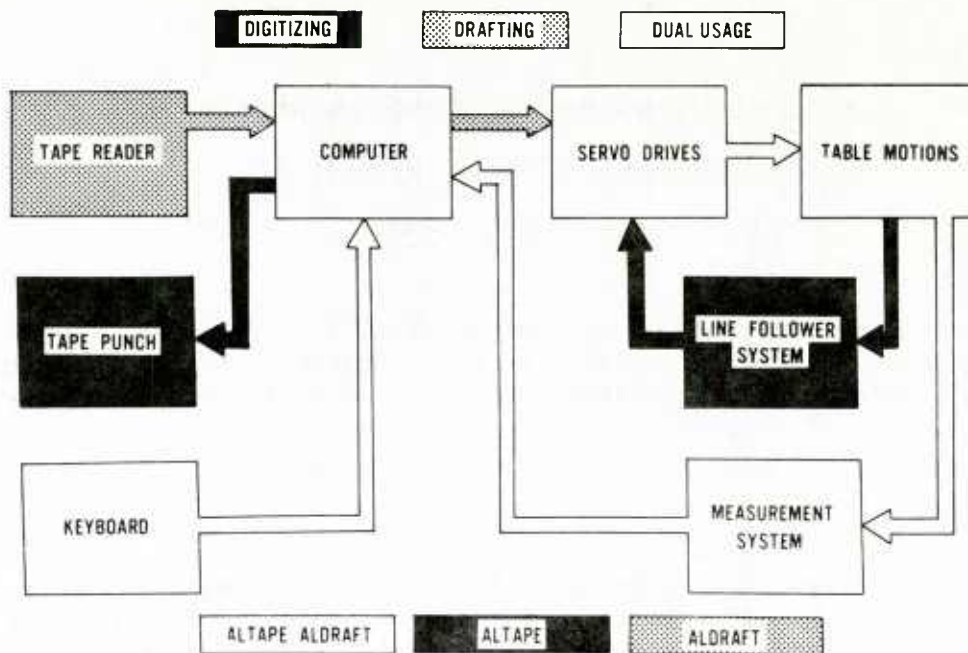 DIGITIZING
DRAFTING
DUAL USAGE
TAPE READER
COMPUTER
SERVO DRIVES
TABLE MOTIONS
TAPE PUNCH
LINE FOLLOWER
SYSTEM
KEYBOARD
MEASUREMENT
SYSTEM
ALTAPE ALDRAFT
ALTAPE
ALDRAFT